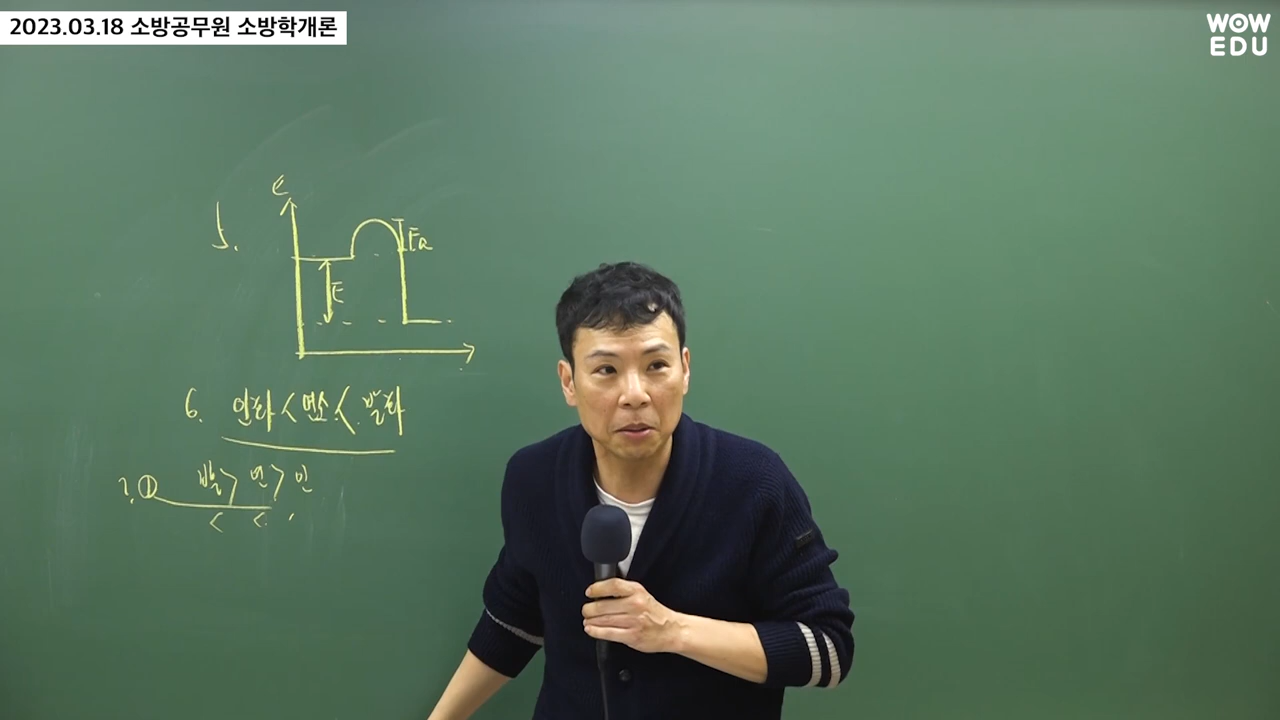 2023.03.18 소방공무원 소방학개론
WOW
EDU
e
5.
Ea
E
6. 인화 < 연소 < 발화
7. ① 발 > 연 > 인
< <